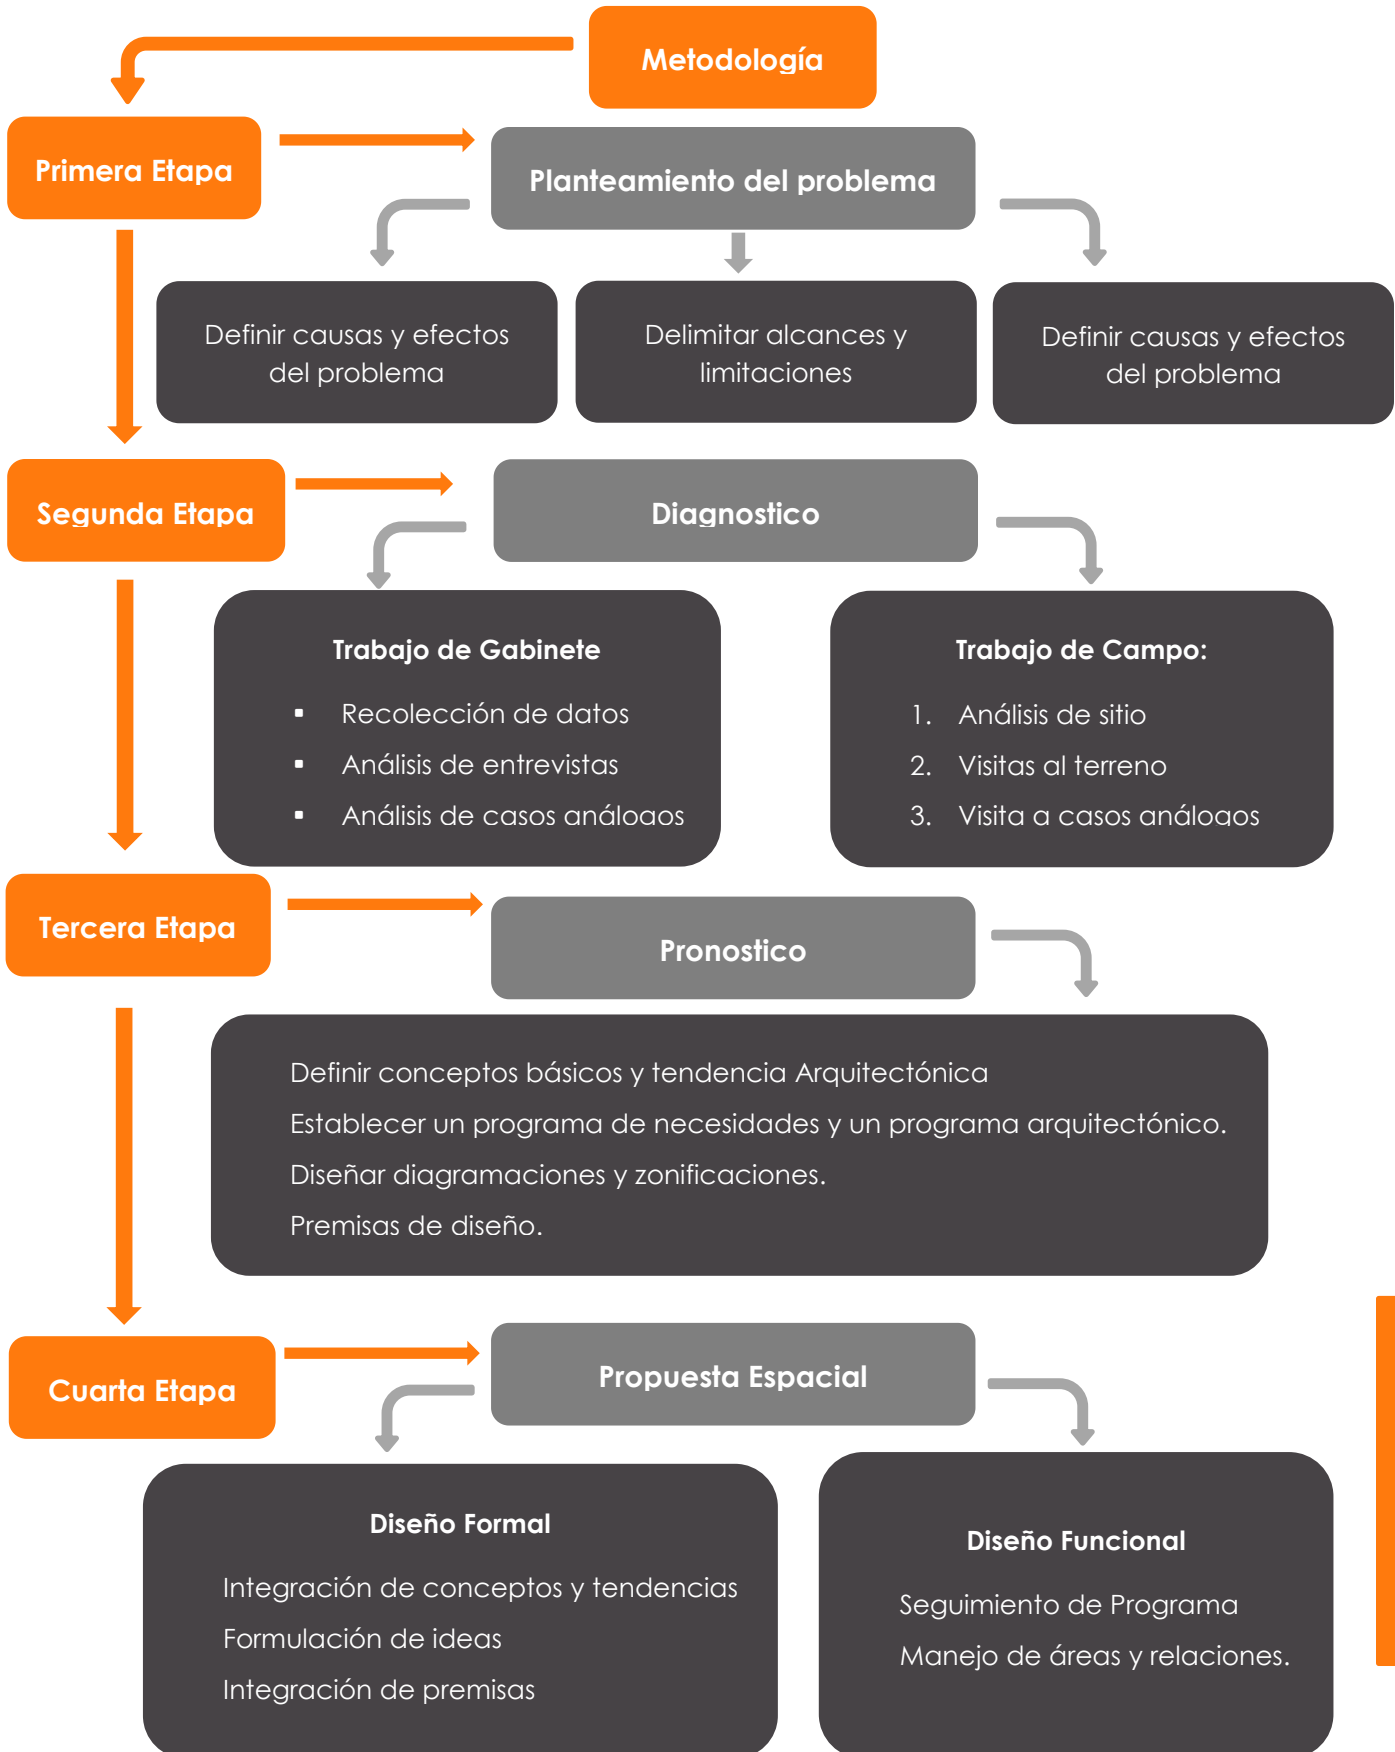 Metodología
Primera Etapa
Planteamiento del problema
Definir causas y efectos
del problema
Delimitar alcances y
limitaciones
Definir causas y efectos
del problema
Segunda Etapa
Diagnostico
Trabajo de Gabinete
▪ Recolección de datos
▪ Análisis de entrevistas
▪ Análisis de casos análogos
Trabajo de Campo:
1. Análisis de sitio
2. Visitas al terreno
3. Visita a casos análogos
Tercera Etapa
Pronostico
Definir conceptos básicos y tendencia Arquitectónica
Establecer un programa de necesidades y un programa arquitectónico.
Diseñar diagramaciones y zonificaciones.
Premisas de diseño.
Cuarta Etapa
Propuesta Espacial
Diseño Formal
Integración de conceptos y tendencias
Formulación de ideas
Integración de premisas
Diseño Funcional
Seguimiento de Programa
Manejo de áreas y relaciones.